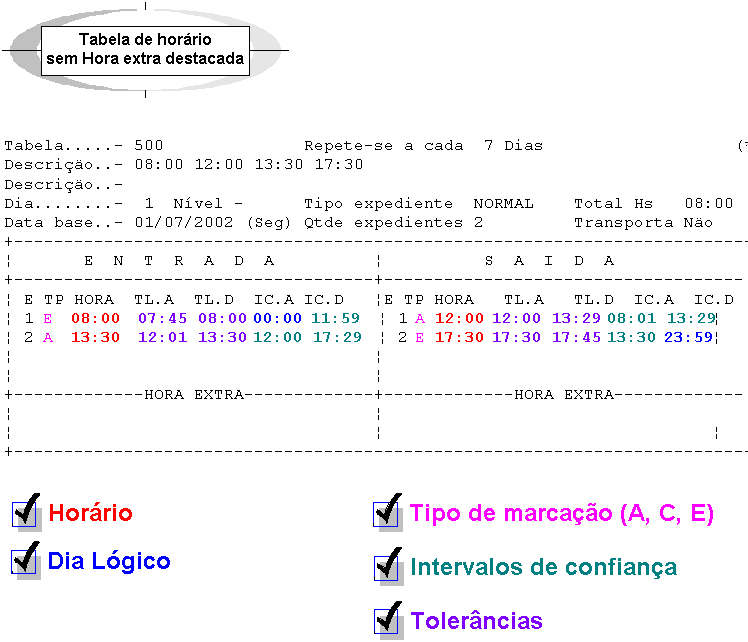 Tabela de horário
sem Hora extra destacada
Tabela.....- 500 Repete-se a cada 7 Dias (*
Descriçäo..- 08:00 12:00 13:30 17:30
Descriçäo..-
Dia........- 1 Nível - Tipo expediente NORMAL Total Hs 08:00
Data base..- 01/07/2002 (Seg) Qtde expedientes 2 Transporta Näo
E N T R A D A S A I D A
E TP HORA TL.A TL.D IC.A IC.D E TP HORA TL.A TL.D IC.A IC.D
1 E 08:00 07:45 08:00 00:00 11:59 1 A 12:00 12:00 13:29 08:01 13:29
2 A 13:30 12:01 13:30 12:00 17:29 2 E 17:30 17:30 17:45 13:30 23:59
HORA EXTRA HORA EXTRA
Horário Tipo de marcação (A, C, E)
Dia Lógico Intervalos de confiança
Tolerâncias